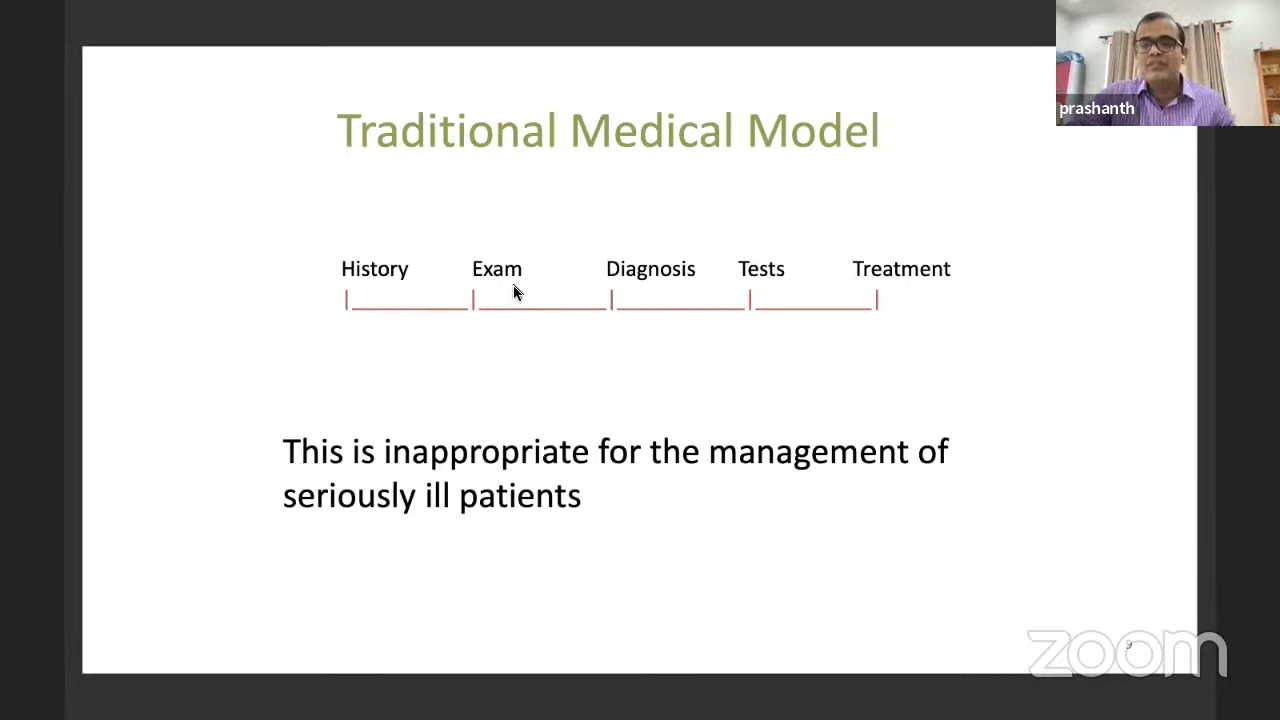 prashanth
Traditional Medical Model
History Exam Diagnosis Tests Treatment
This is inappropriate for the management of
seriously ill patients
9
zoom